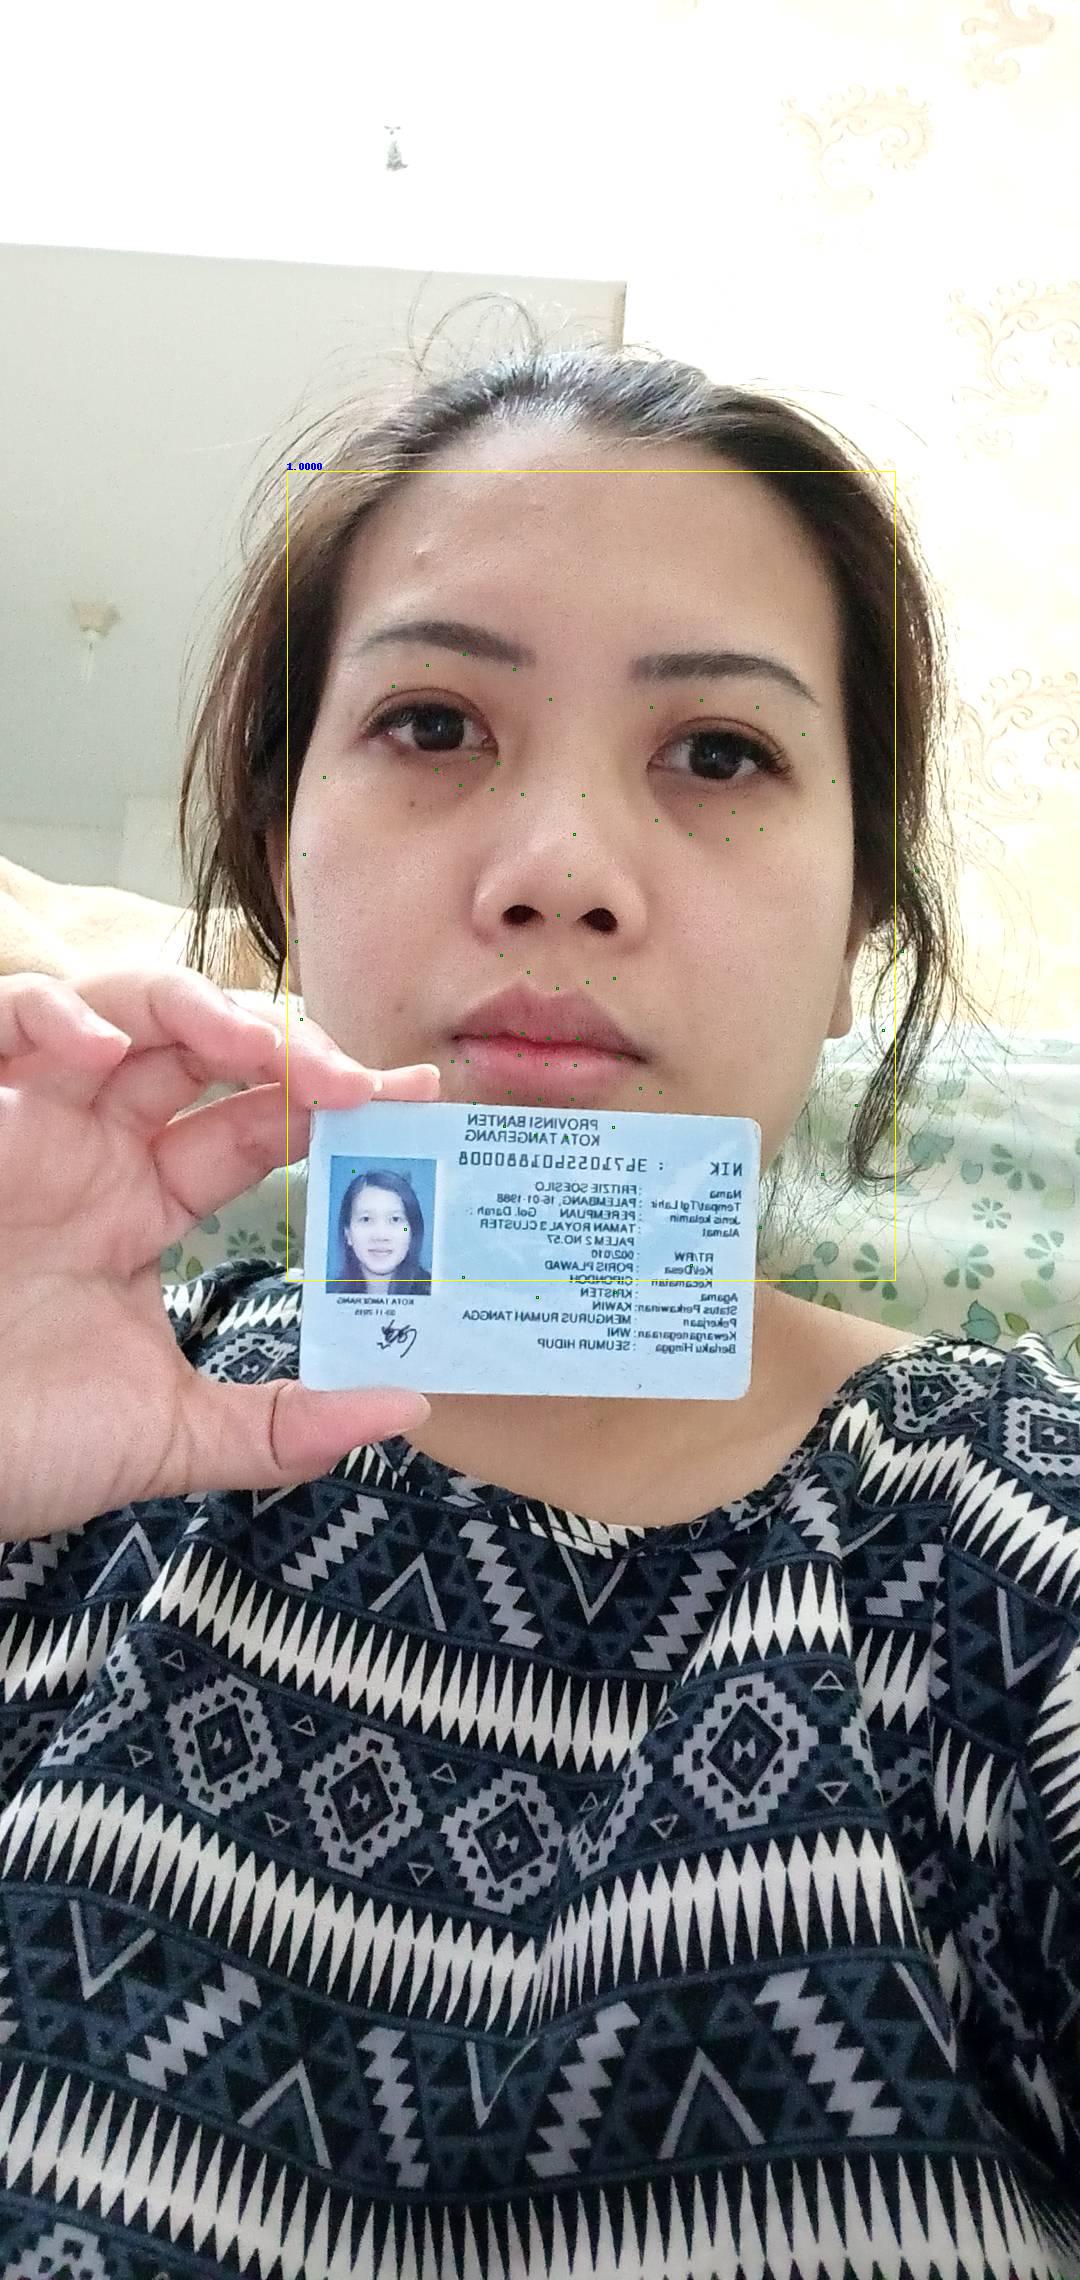 1.0000
PROVINSI BANTEN
KOTA TANGERANG
NIK : 3671055601880008
Nama : FRITZIE SOESILO
Tempat/Tgl Lahir : PALEMBANG, 16-01-1988
Jenis kelamin : PEREMPUAN Gol. Darah :
Alamat : TAMAN ROYAL 3 CLUSTER
PALEM 2 NO.57
RT/RW : 002/010
Kel/Desa : PORIS PLAWAD
Kecamatan : CIPONDOH
Agama : KRISTEN
Status Perkawinan: KAWIN
Pekerjaan : MENGURUS RUMAH TANGGA
Kewarganegaraan: WNI
Berlaku Hingga : SEUMUR HIDUP
KOTA TANGERANG